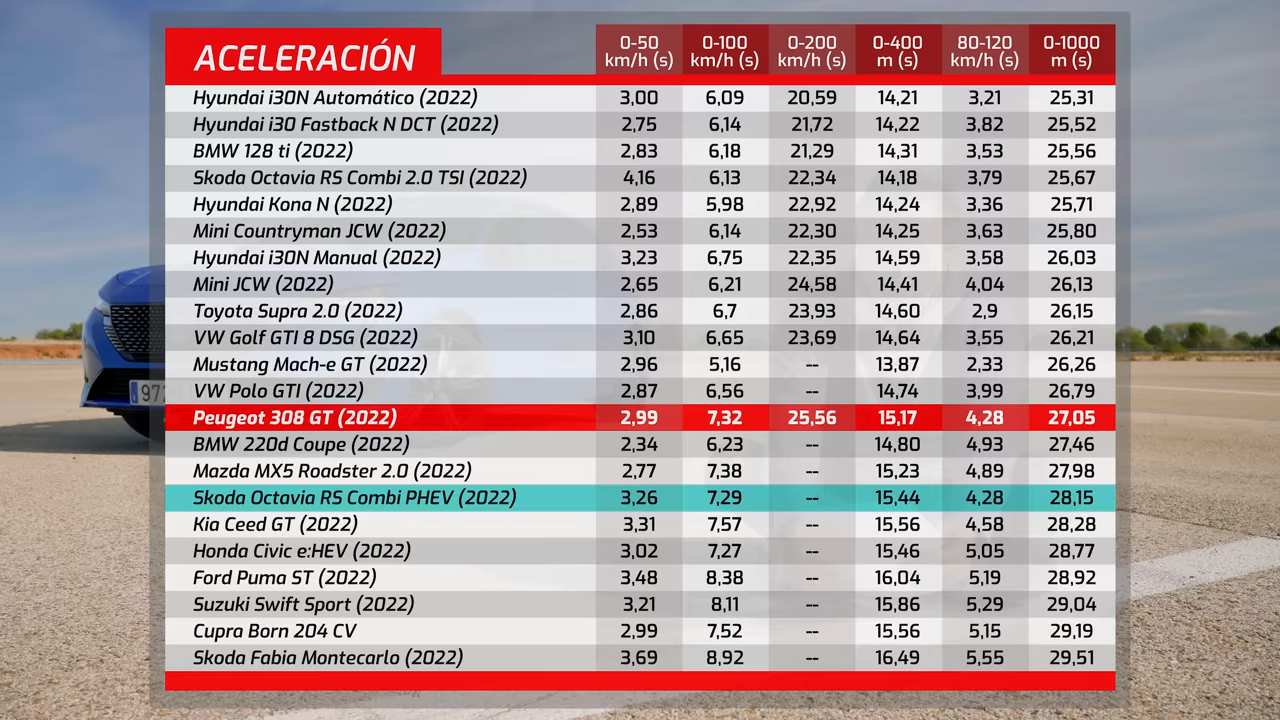 ACELERACIÓN 0-50 km/h (s) 0-100 km/h (s) 0-200 km/h (s) 0-400 m (s) 80-120 km/h (s) 0-1000 m (s)
Hyundai i30N Automático (2022) 3,00 6,09 20,59 14,21 3,21 25,31
Hyundai i30 Fastback N DCT (2022) 2,75 6,14 21,72 14,22 3,82 25,52
BMW 128 ti (2022) 2,83 6,18 21,29 14,31 3,53 25,56
Skoda Octavia RS Combi 2.0 TSI (2022) 4,16 6,13 22,34 14,18 3,79 25,67
Hyundai Kona N (2022) 2,89 5,98 22,92 14,24 3,36 25,71
Mini Countryman JCW (2022) 2,53 6,14 22,30 14,25 3,63 25,80
Hyundai i30N Manual (2022) 3,23 6,75 22,35 14,59 3,58 26,03
Mini JCW (2022) 2,65 6,21 24,58 14,41 4,04 26,13
Toyota Supra 2.0 (2022) 2,86 6,7 23,93 14,60 2,9 26,15
VW Golf GTI 8 DSG (2022) 3,10 6,65 23,69 14,64 3,55 26,21
Mustang Mach-e GT (2022) 2,96 5,16 -- 13,87 2,33 26,26
VW Polo GTI (2022) 2,87 6,56 -- 14,74 3,99 26,79
Peugeot 308 GT (2022) 2,99 7,32 25,56 15,17 4,28 27,05
BMW 220d Coupe (2022) 2,34 6,23 -- 14,80 4,93 27,46
Mazda MX5 Roadster 2.0 (2022) 2,77 7,38 -- 15,23 4,89 27,98
Skoda Octavia RS Combi PHEV (2022) 3,26 7,29 -- 15,44 4,28 28,15
Kia Ceed GT (2022) 3,31 7,57 -- 15,56 4,58 28,28
Honda Civic e:HEV (2022) 3,02 7,27 -- 15,46 5,05 28,77
Ford Puma ST (2022) 3,48 8,38 -- 16,04 5,19 28,92
Suzuki Swift Sport (2022) 3,21 8,11 -- 15,86 5,29 29,04
Cupra Born 204 CV 2,99 7,52 -- 15,56 5,15 29,19
Skoda Fabia Montecarlo (2022) 3,69 8,92 -- 16,49 5,55 29,51